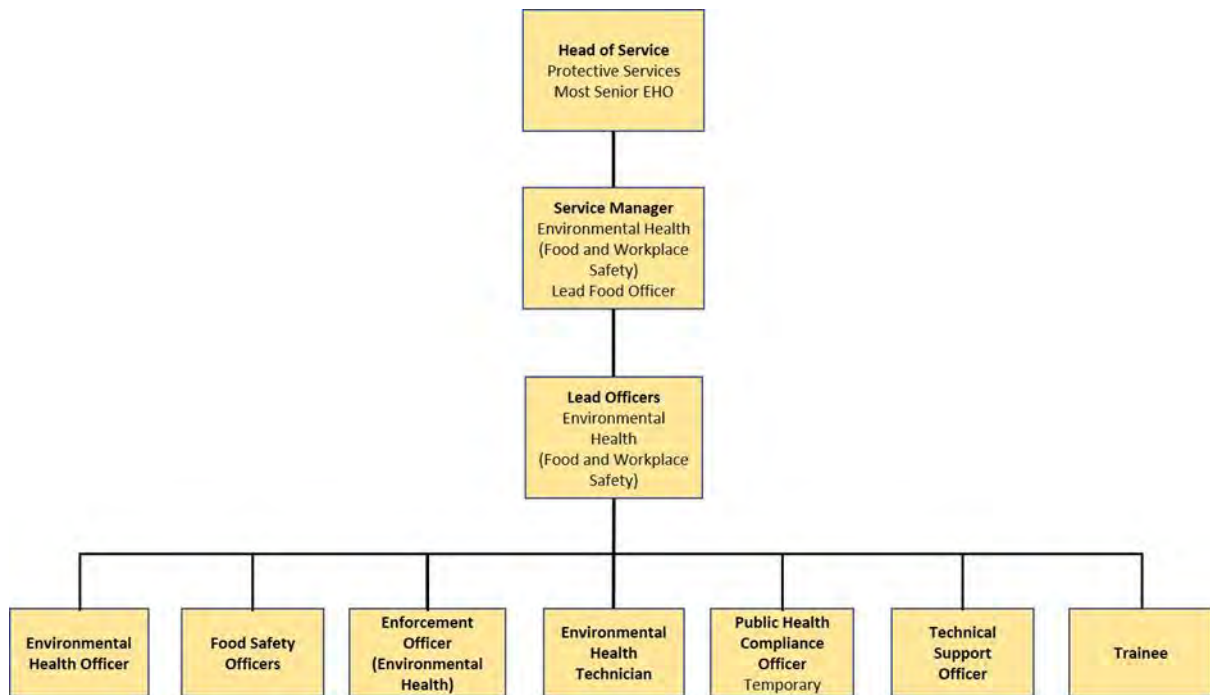 Head of Service
Protective Services
Most Senior EHO
Service Manager
Environmental Health
(Food and Workplace
Safety)
Lead Food Officer
Lead Officers
Environmental
Health
(Food and Workplace
Safety)
Environmental
Health Officer
Food Safety
Officers
Enforcement
Officer
(Environmental
Health)
Environmental
Health
Technician
Public Health
Compliance
Officer
Temporary
Technical
Support
Officer
Trainee